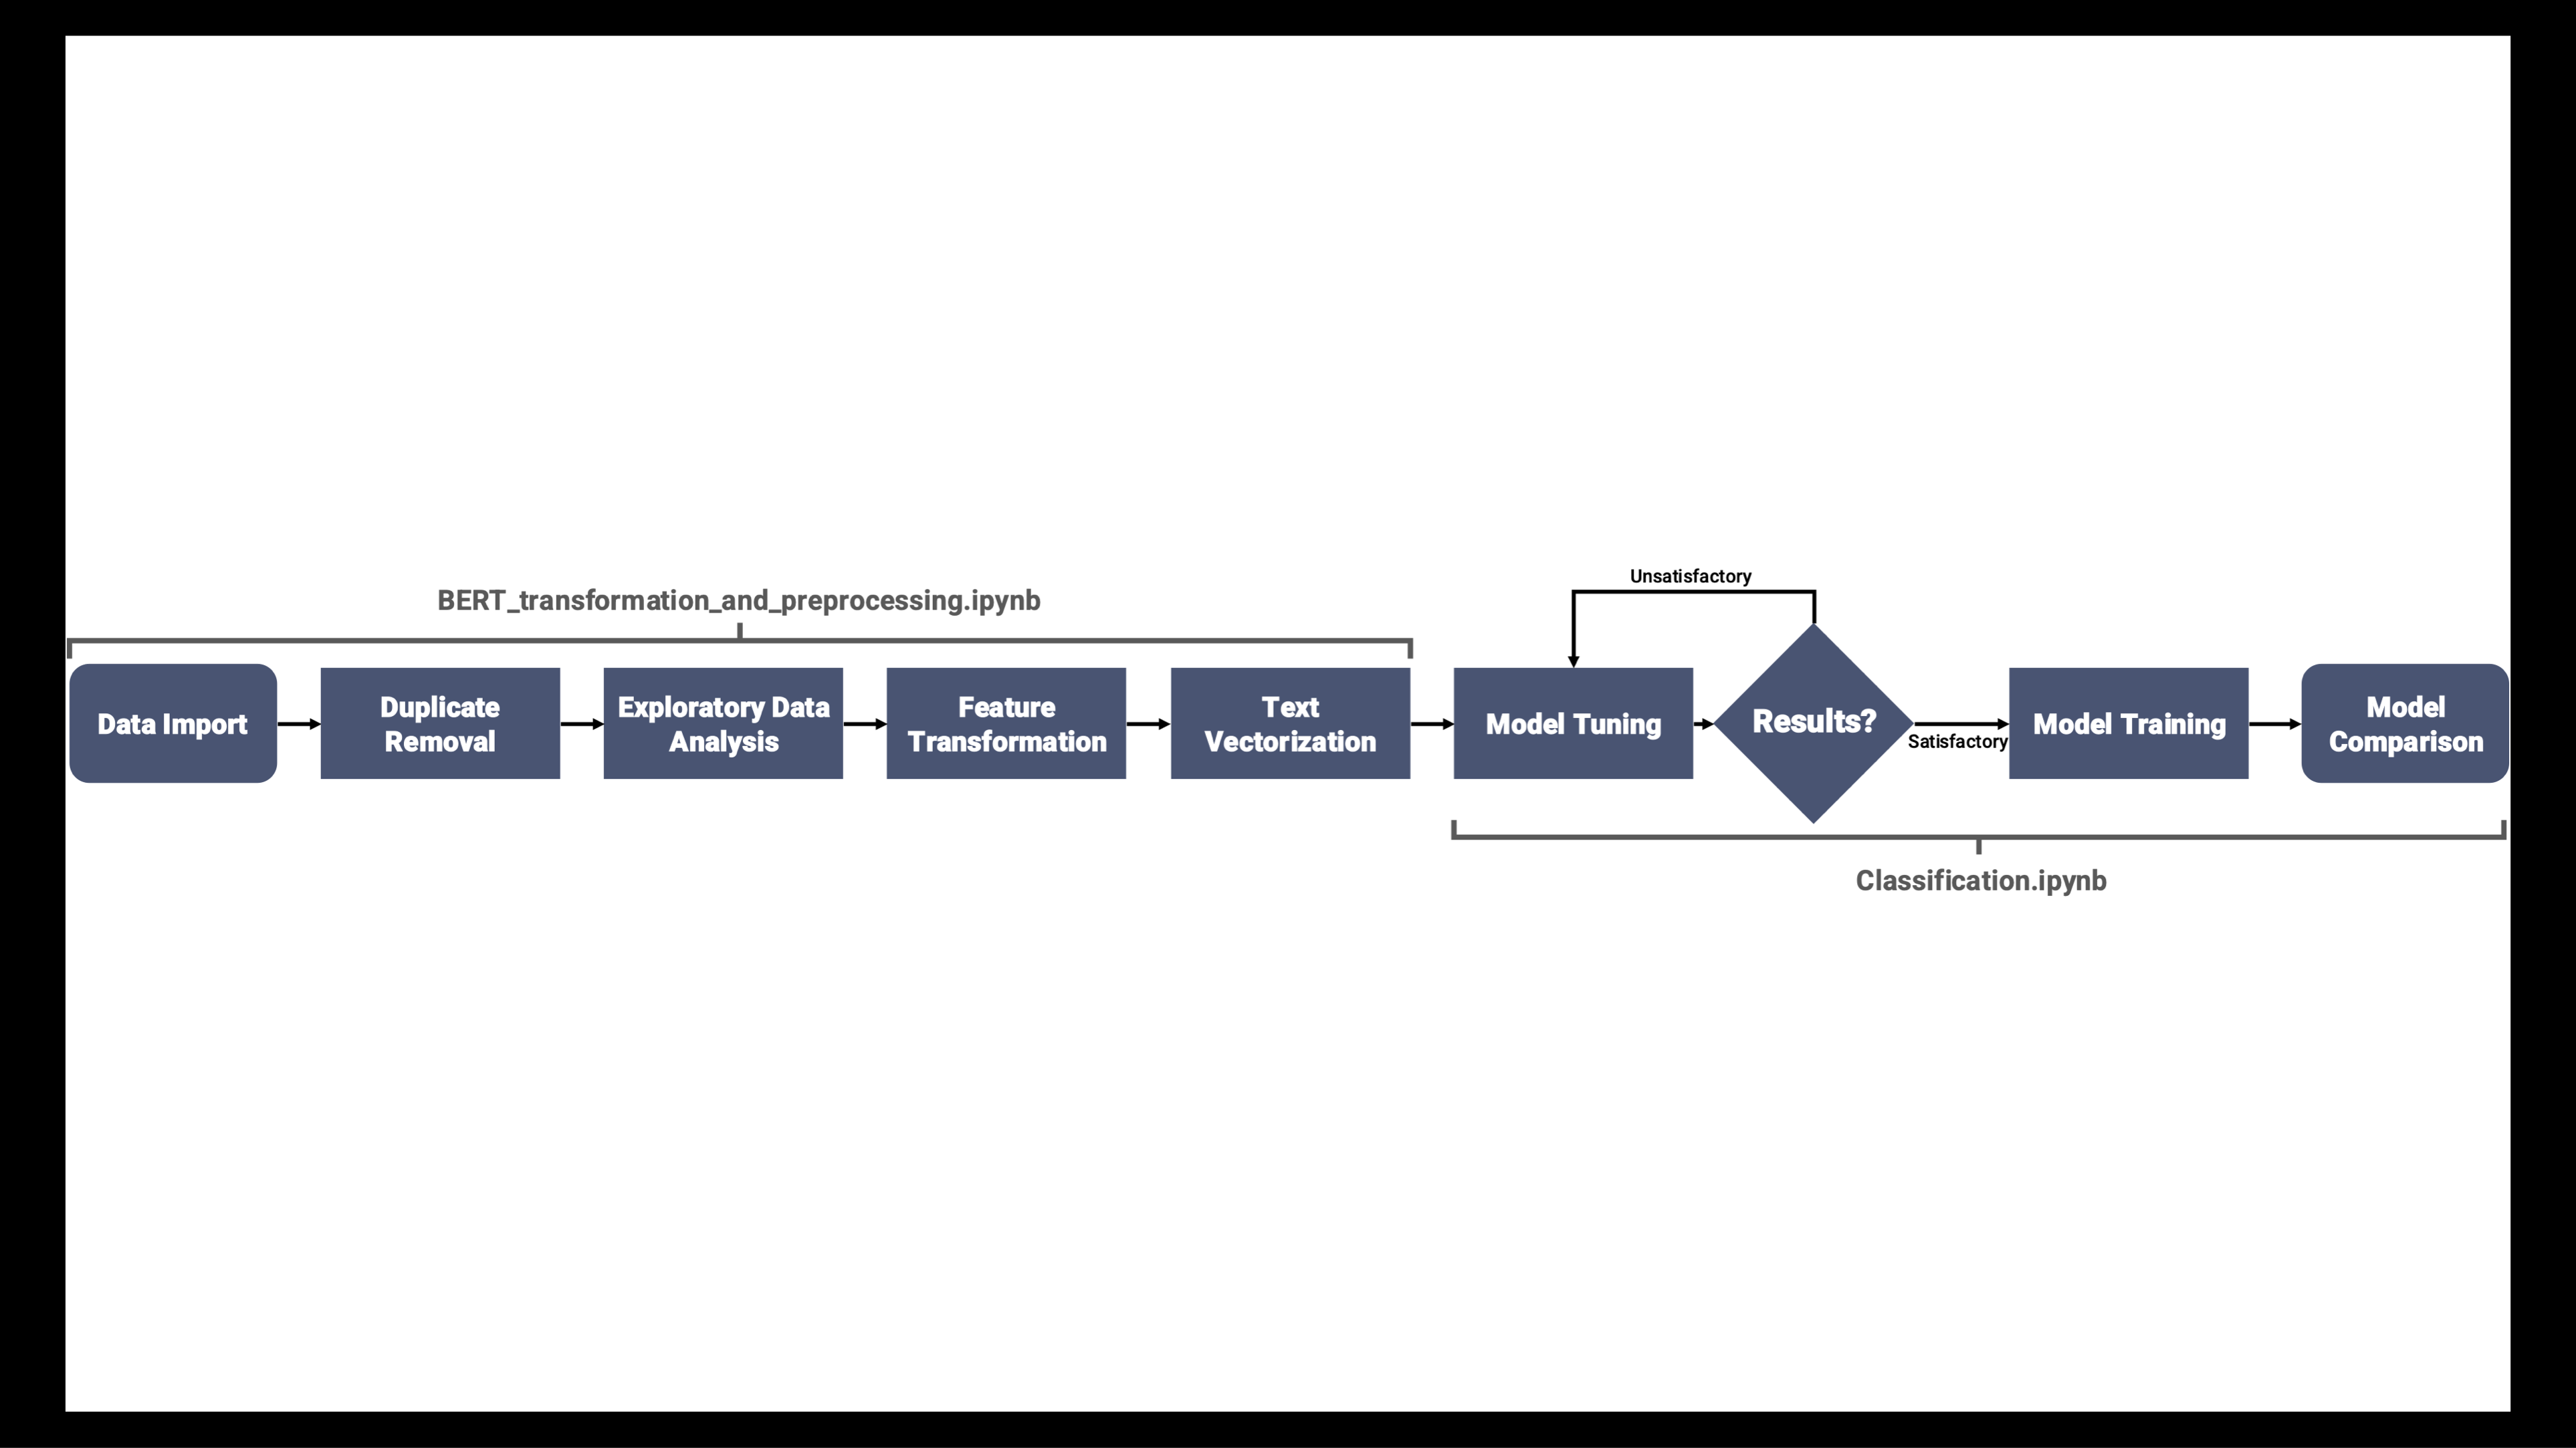 BERT_transformation_and_preprocessing.ipynb
Data Import
Duplicate
Removal
Exploratory Data
Analysis
Feature
Transformation
Text
Vectorization
Model Tuning
Unsatisfactory
Results?
Satisfactory
Model Training
Model
Comparison
Classification.ipynb